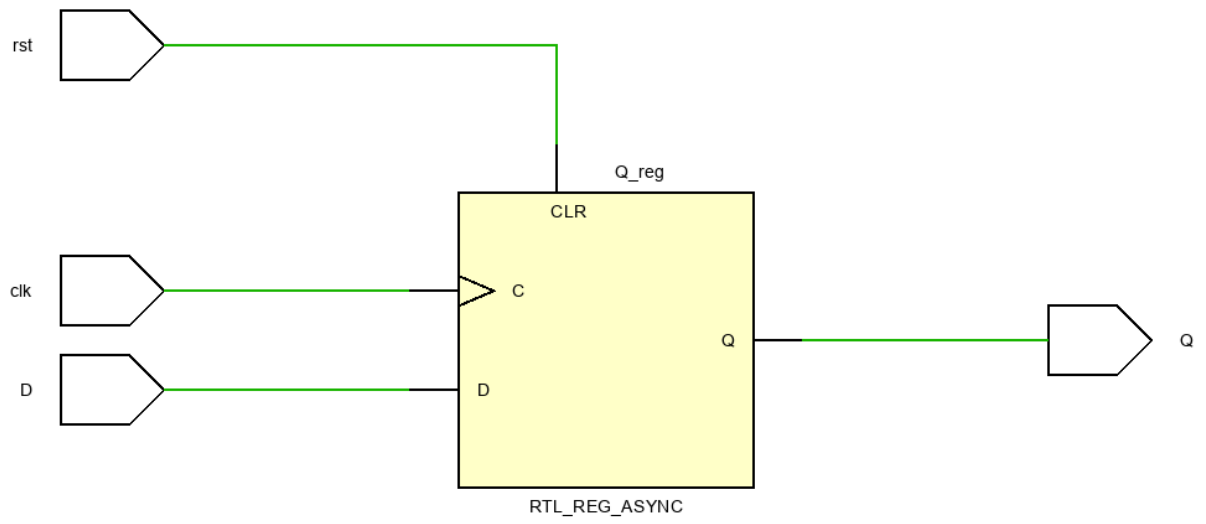 rst
Q_reg
CLR
clk
C
Q
Q
D
D
RTL_REG_ASYNC